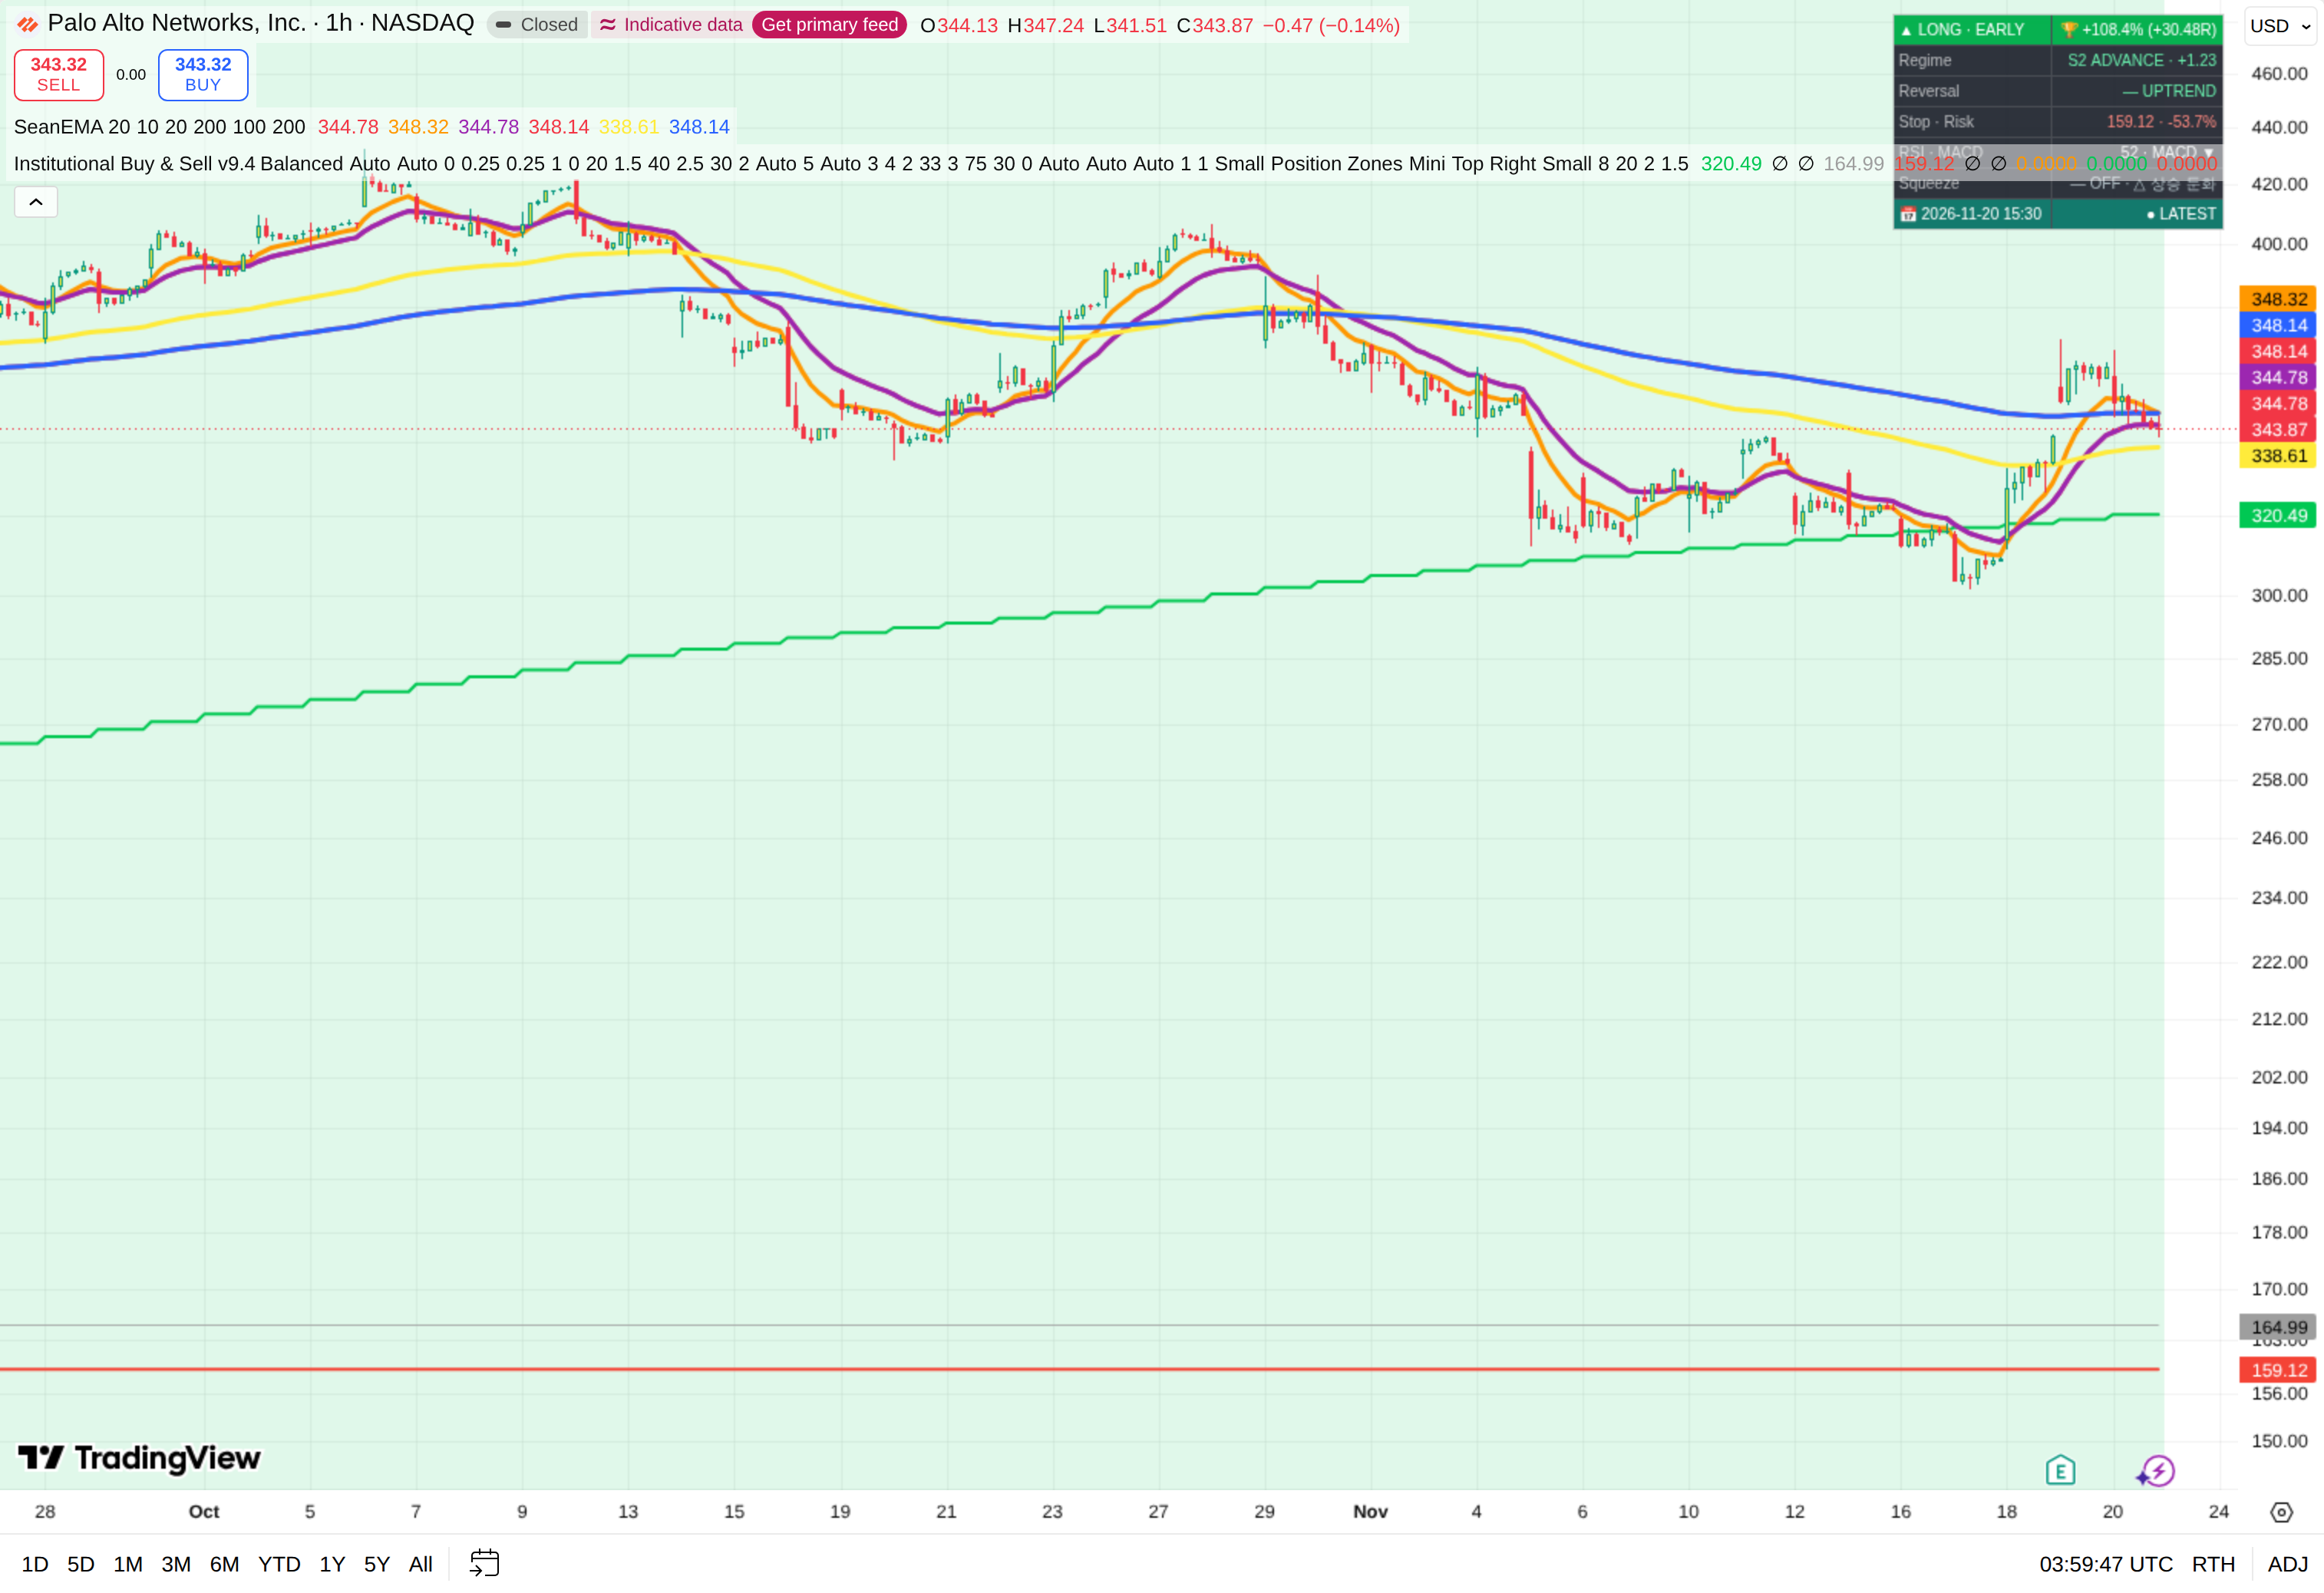 Palo Alto Networks, Inc. · 1h · NASDAQ Closed Indicative data Get primary feed O344.13 H347.24 L341.51 C343.87 −0.47 (−0.14%)
343.32 SELL 0.00 343.32 BUY
SeanEMA 20 10 20 200 100 200 344.78 348.32 344.78 348.14 338.61 348.14
Institutional Buy & Sell v9.4 Balanced Auto Auto 0 0.25 0.25 1 0 20 1.5 40 2.5 30 2 Auto 5 Auto 3 4 2 33 3 75 30 0 Auto Auto Auto 1 1 Small Position Zones Mini Top Right Small 8 20 2 1.5 320.49 ∅ ∅ 164.99 159.12 ∅ ∅ 0.0000 0.0000 0.0000
▲ LONG · EARLY 🏆 +108.4% (+30.48R)
Regime S2 ADVANCE · +1.23
Reversal — UPTREND
Stop · Risk 159.12 · -53.7%
RSI · MACD 52 · MACD ▼
Squeeze — OFF · △ 상승 둔화
📅 2026-11-20 15:30 ● LATEST
USD
460.00
440.00
420.00
400.00
348.32
348.14
348.14
344.78
344.78
343.87
338.61
320.49
300.00
285.00
270.00
258.00
246.00
234.00
222.00
212.00
202.00
194.00
186.00
178.00
170.00
164.99
163.00
159.12
156.00
150.00
TradingView
E
28 Oct 5 7 9 13 15 19 21 23 27 29 Nov 4 6 10 12 16 18 20 24
1D 5D 1M 3M 6M YTD 1Y 5Y All 03:59:47 UTC RTH ADJ